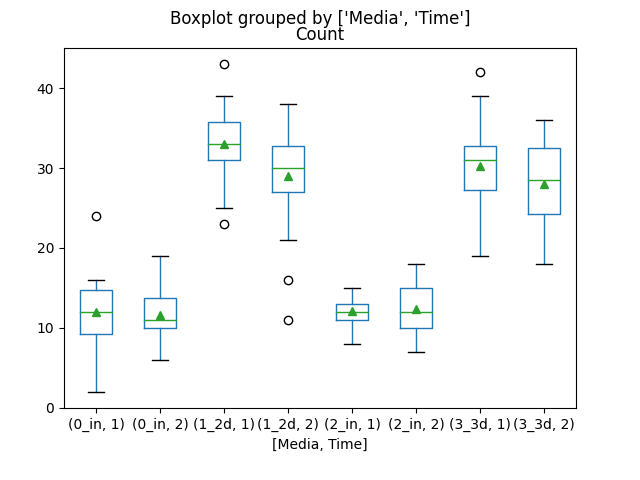 Boxplot grouped by ['Media', 'Time']
Count
40
30
20
10
0
(0_in, 1) (0_in, 2) (1_2d, 1) (1_2d, 2) (2_in, 1) (2_in, 2) (3_3d, 1) (3_3d, 2)
[Media, Time]